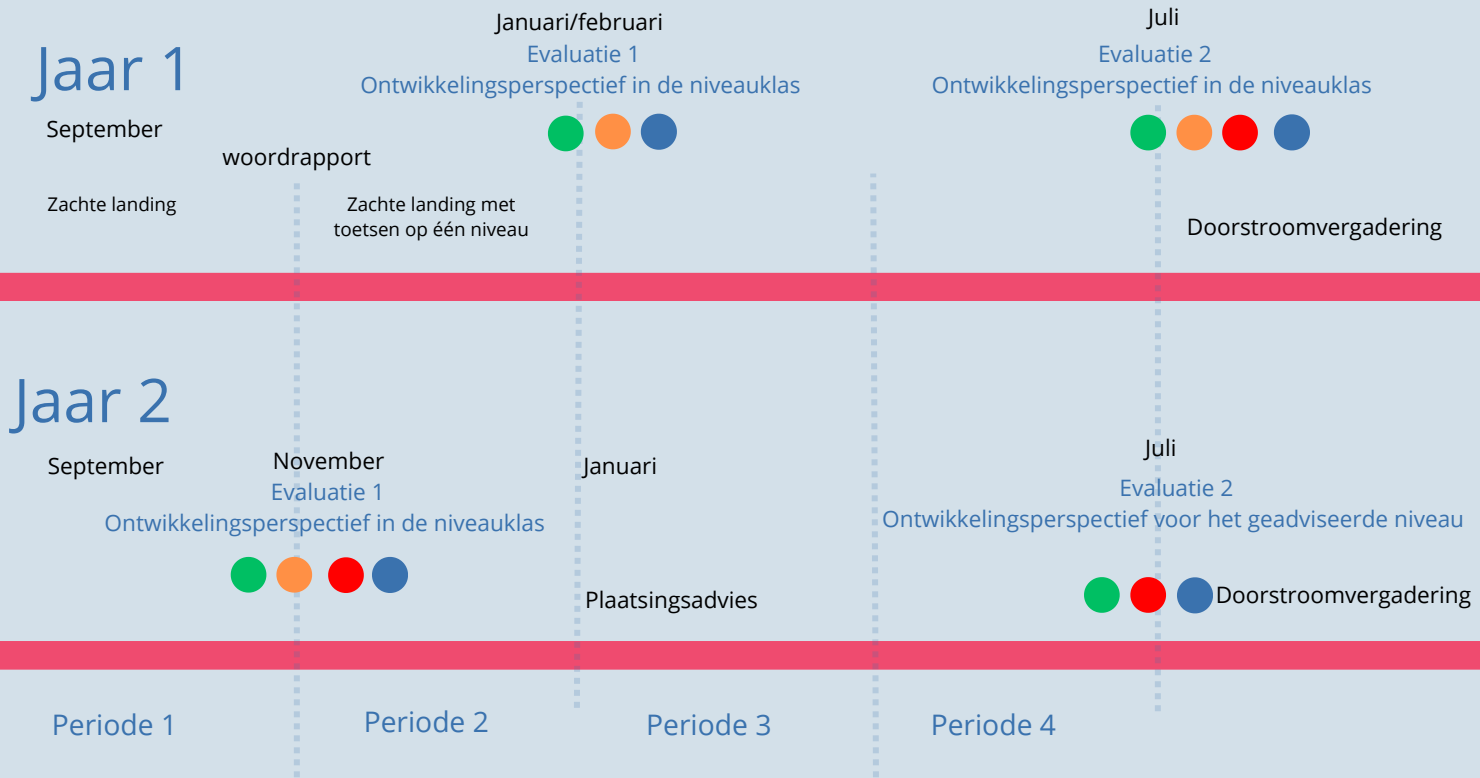 Jaar 1
September
Zachte landing
woordrapport
Zachte landing met
toetsen op één niveau
Januari/februari
Evaluatie 1
Ontwikkelingsperspectief in de niveauklas
Juli
Evaluatie 2
Ontwikkelingsperspectief in de niveauklas
Doorstroomvergadering
Jaar 2
September
November
Evaluatie 1
Ontwikkelingsperspectief in de niveauklas
Januari
Plaatsingsadvies
Juli
Evaluatie 2
Ontwikkelingsperspectief voor het geadviseerde niveau
Doorstroomvergadering
Periode 1
Periode 2
Periode 3
Periode 4